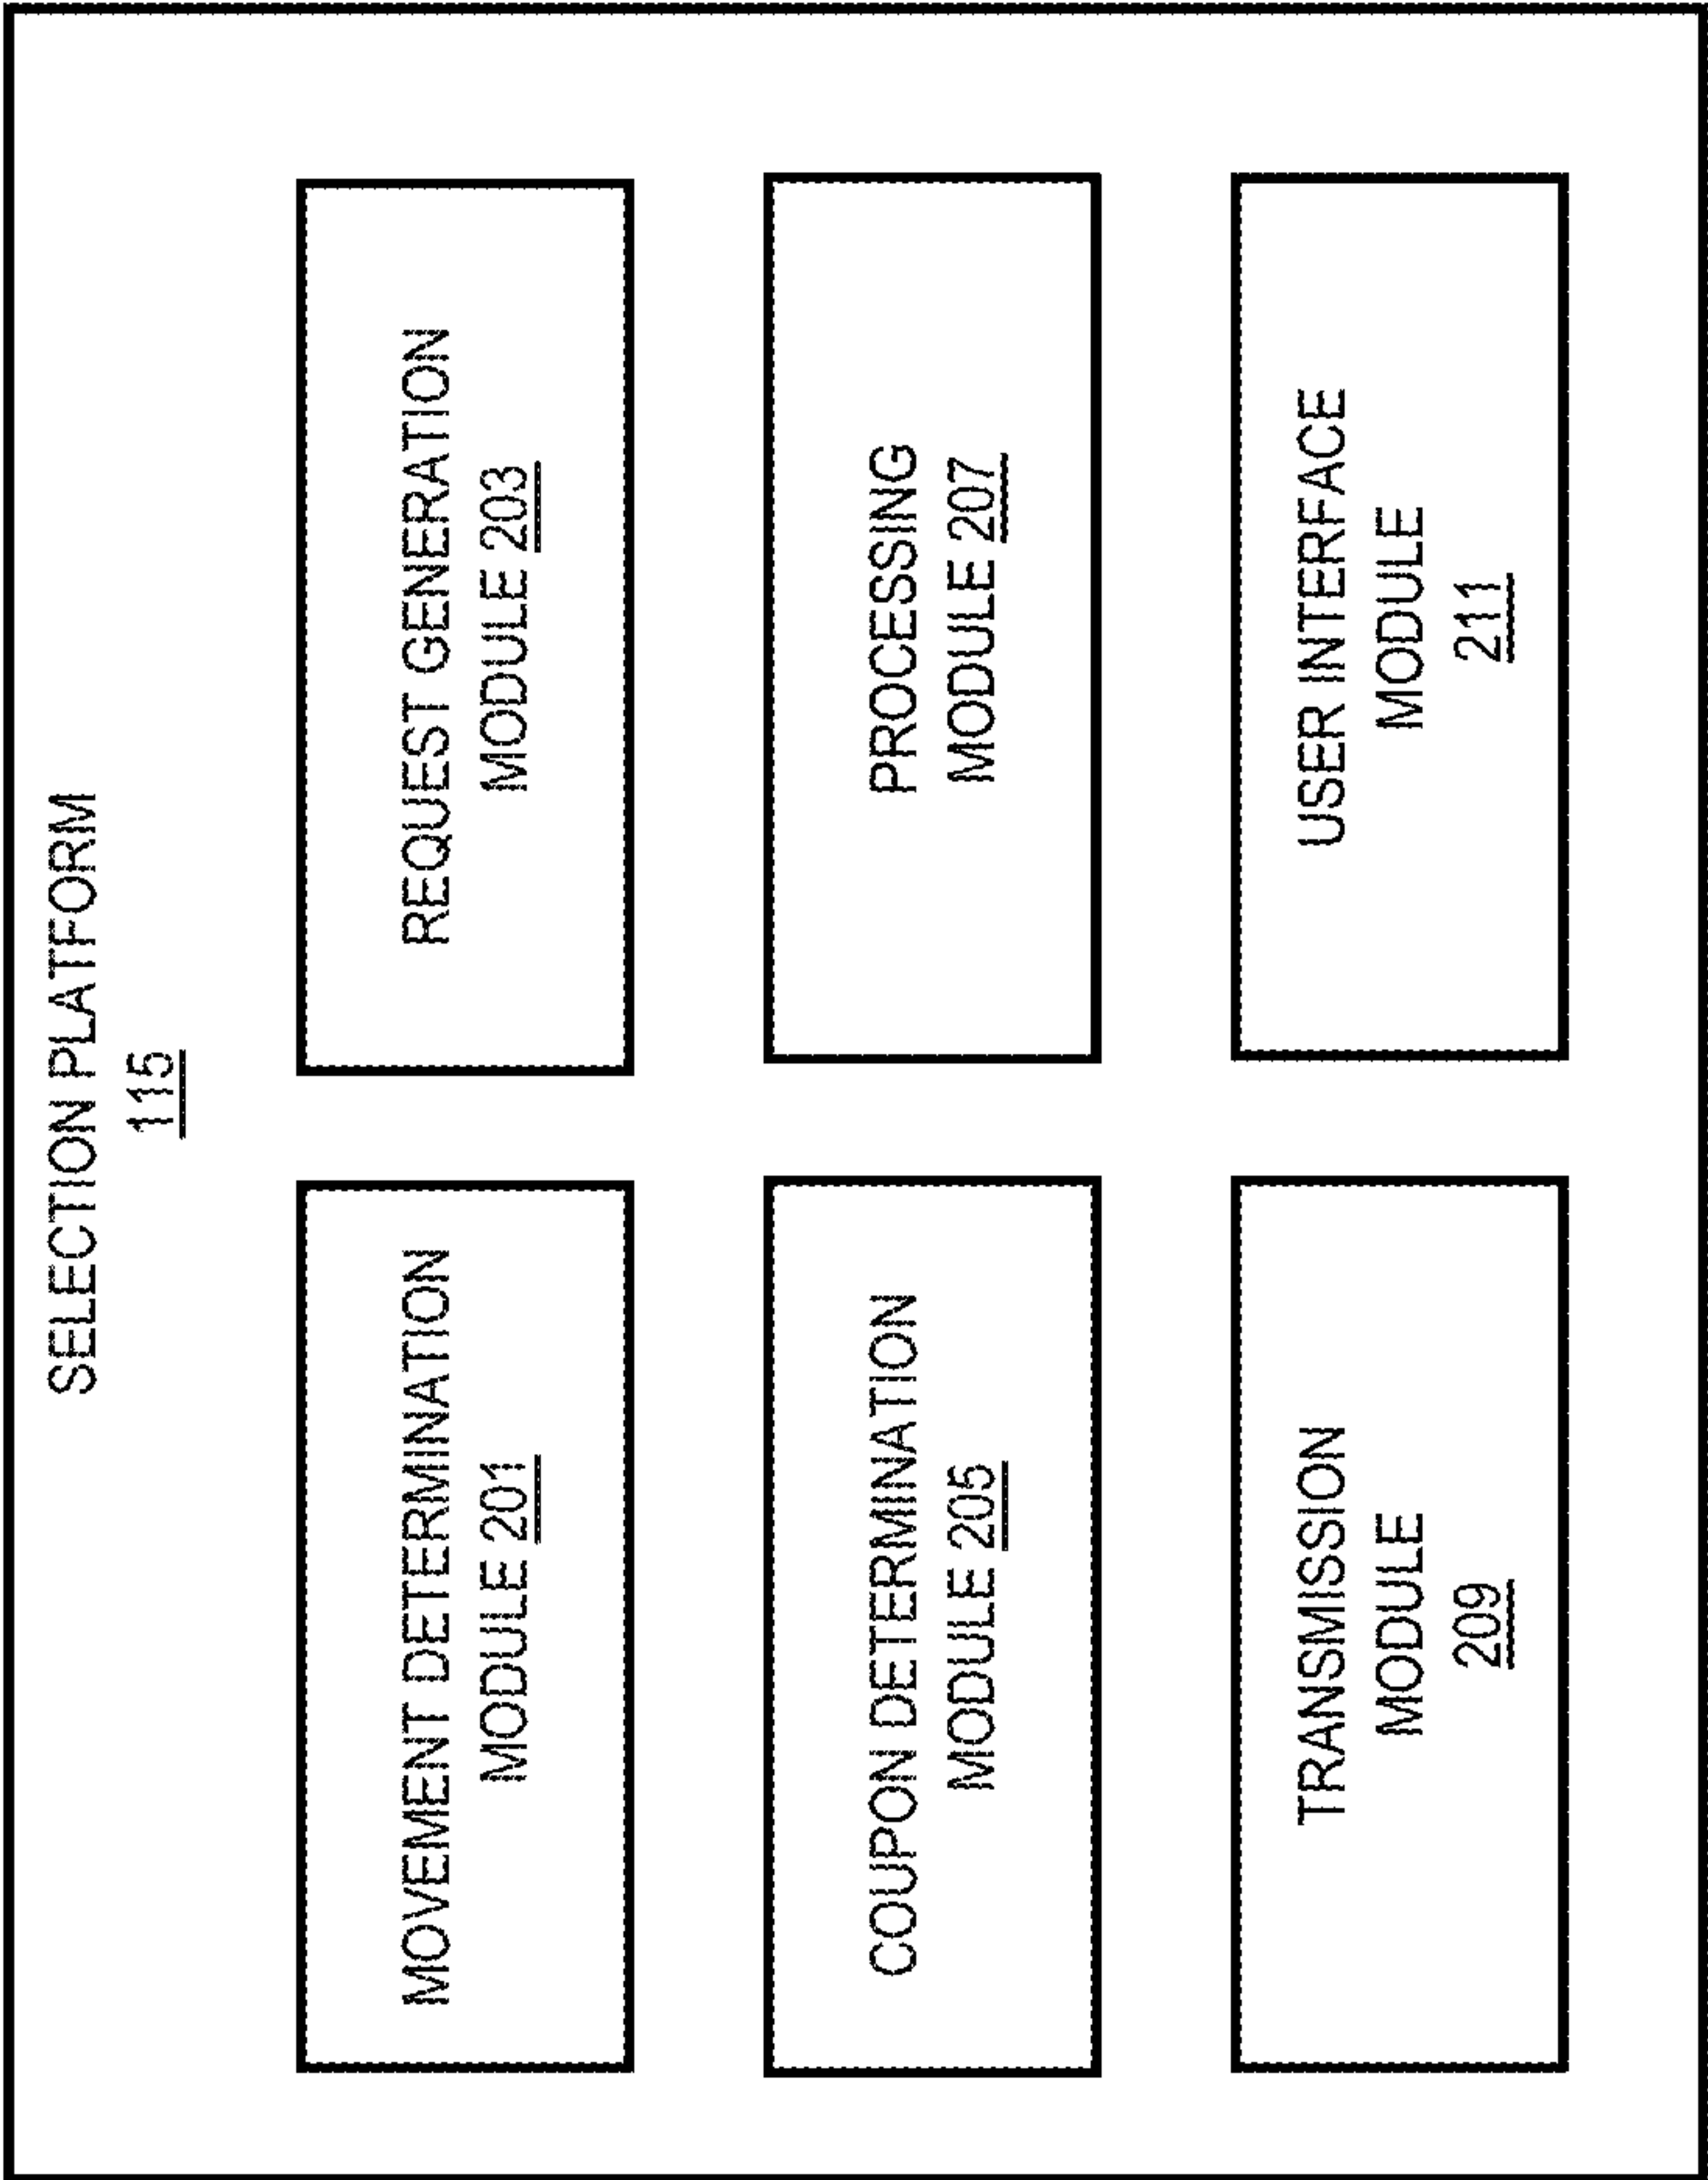 SELECTION PLATFORM
115
MOVEMENT DETERMINATION
MODULE 201
REQUEST GENERATION
MODULE 203
COUPON DETERMINATION
MODULE 205
PROCESSING
MODULE 207
TRANSMISSION
MODULE
209
USER INTERFACE
MODULE
211